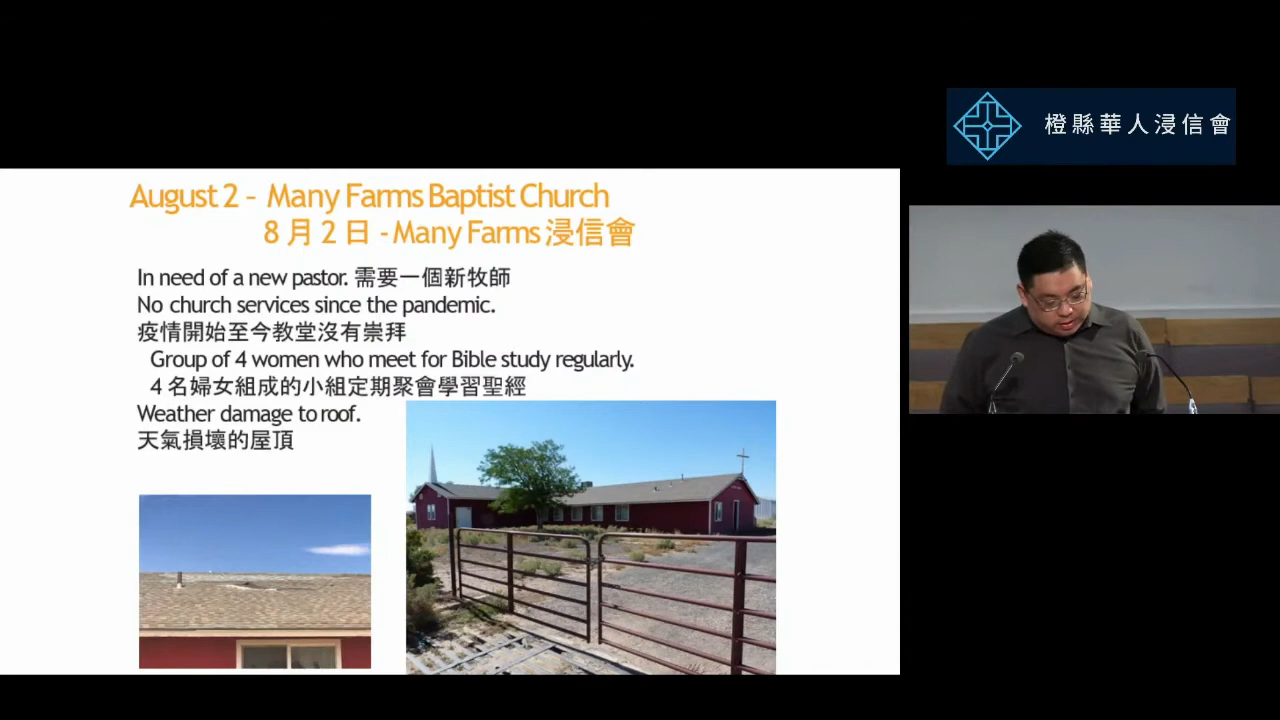 橙縣華人浸信會
August 2 – Many Farms Baptist Church
8 月 2 日 - Many Farms 浸信會
In need of a new pastor. 需要一個新牧師
No church services since the pandemic.
疫情開始至今教堂沒有崇拜
Group of 4 women who meet for Bible study regularly.
4 名婦女組成的小組定期聚會學習聖經
Weather damage to roof.
天氣損壞的屋頂